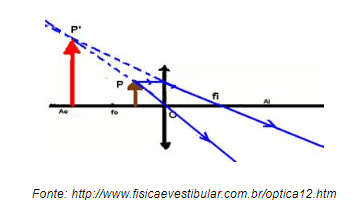 P'
P
fi
Ao
fo
O
Ai
Fonte: http://www.fisicaevestibular.com.br/optica12.htm